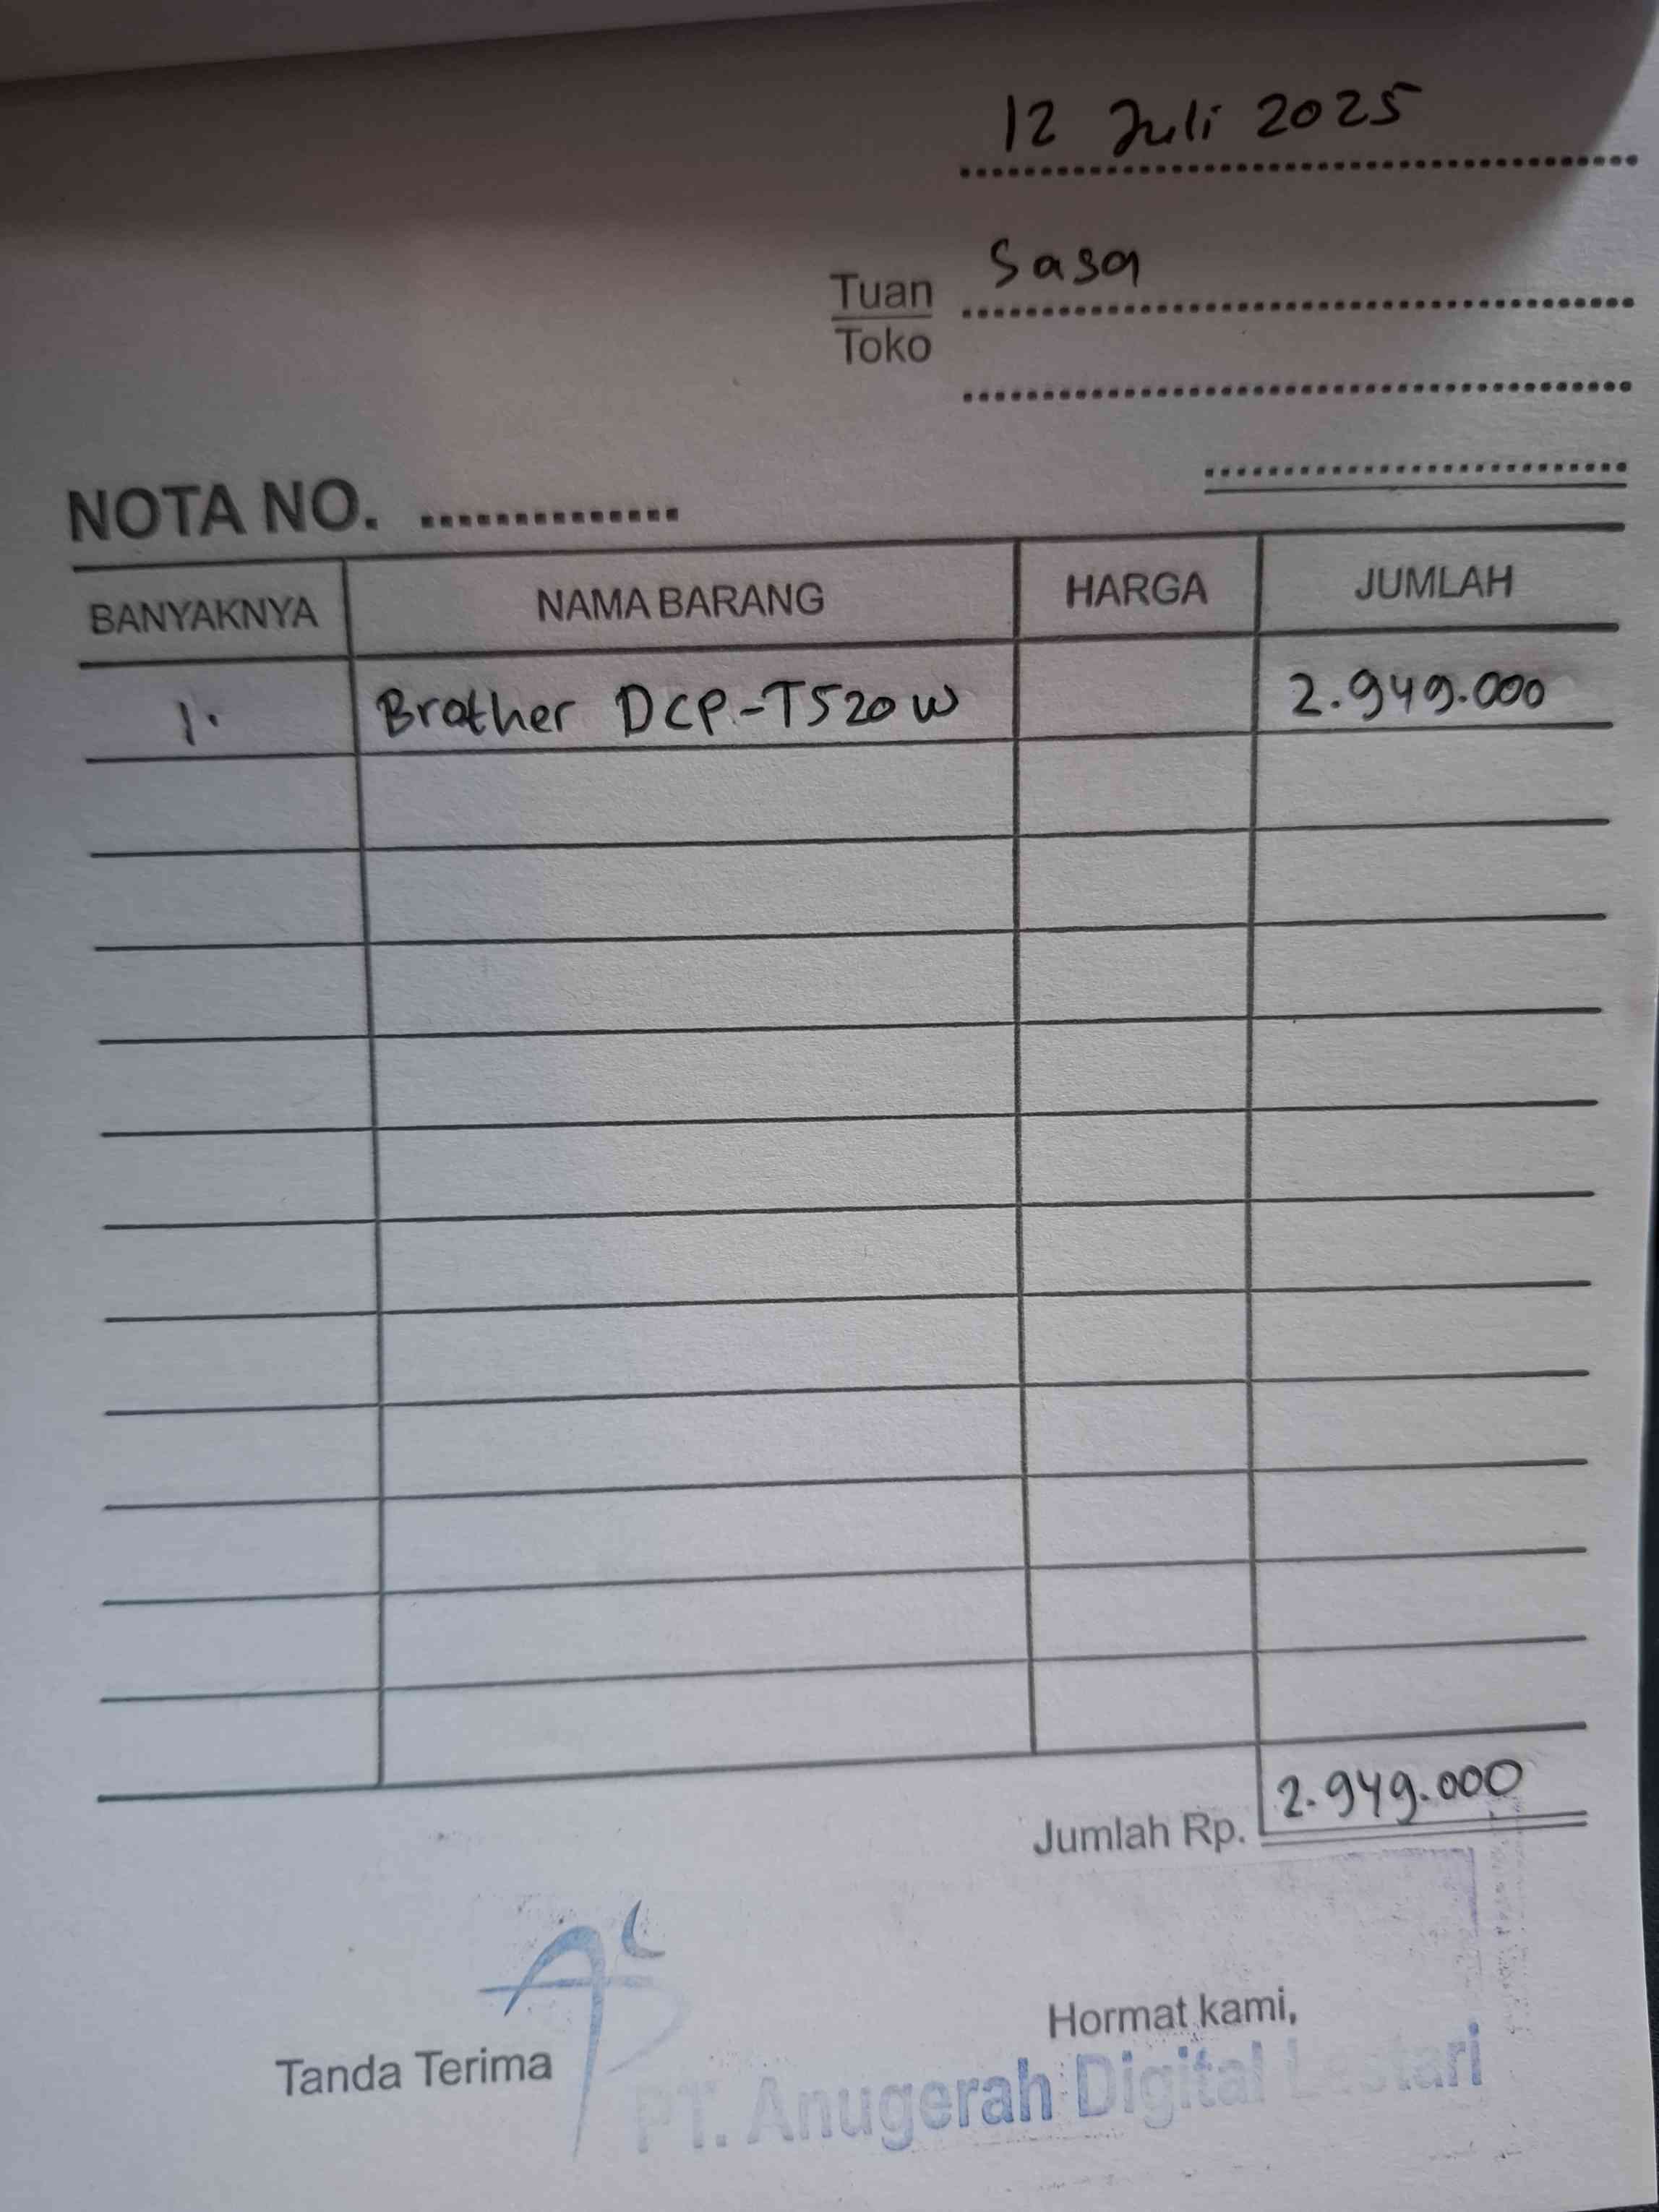 12 Juli 2025
Tuan Sasa
Toko
NOTA NO. ..............
BANYAKNYA NAMA BARANG HARGA JUMLAH
1. Brother DCP-T520W 2.949.000
Jumlah Rp. 2.949.000
Tanda Terima Hormat kami,
PT. Anugerah Digital Lestari